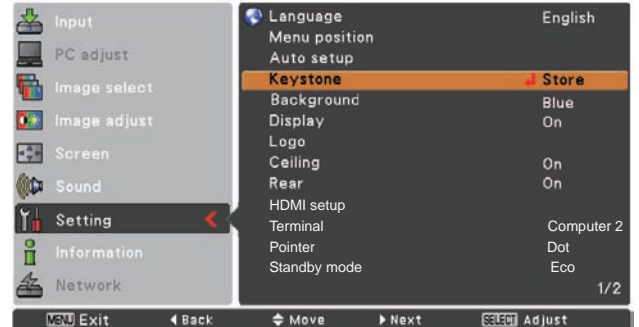 Input
PC adjust
Image select
Image adjust
Screen
Sound
Setting
Information
Network
Language English
Menu position
Auto setup
Keystone Store
Background Blue
Display On
Logo
Ceiling On
Rear On
HDMI setup
Terminal Computer 2
Pointer Dot
Standby mode Eco
1/2
MENU Exit Back Move Next SELECT Adjust